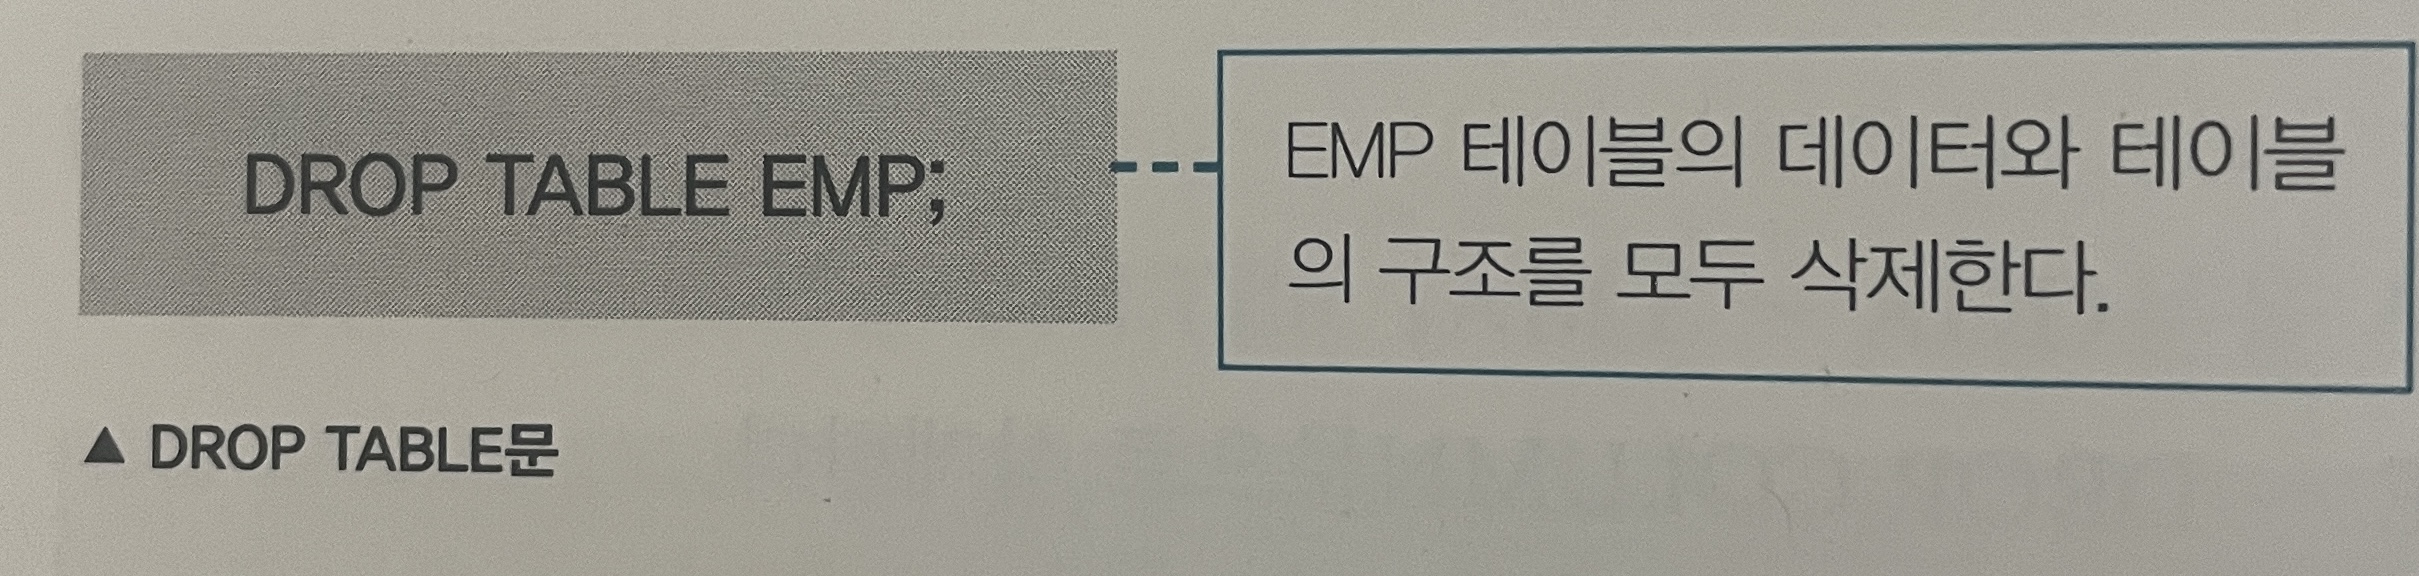 DROP TABLE EMP;
EMP 테이블의 데이터와 테이블
의 구조를 모두 삭제한다.
▲ DROP TABLE문